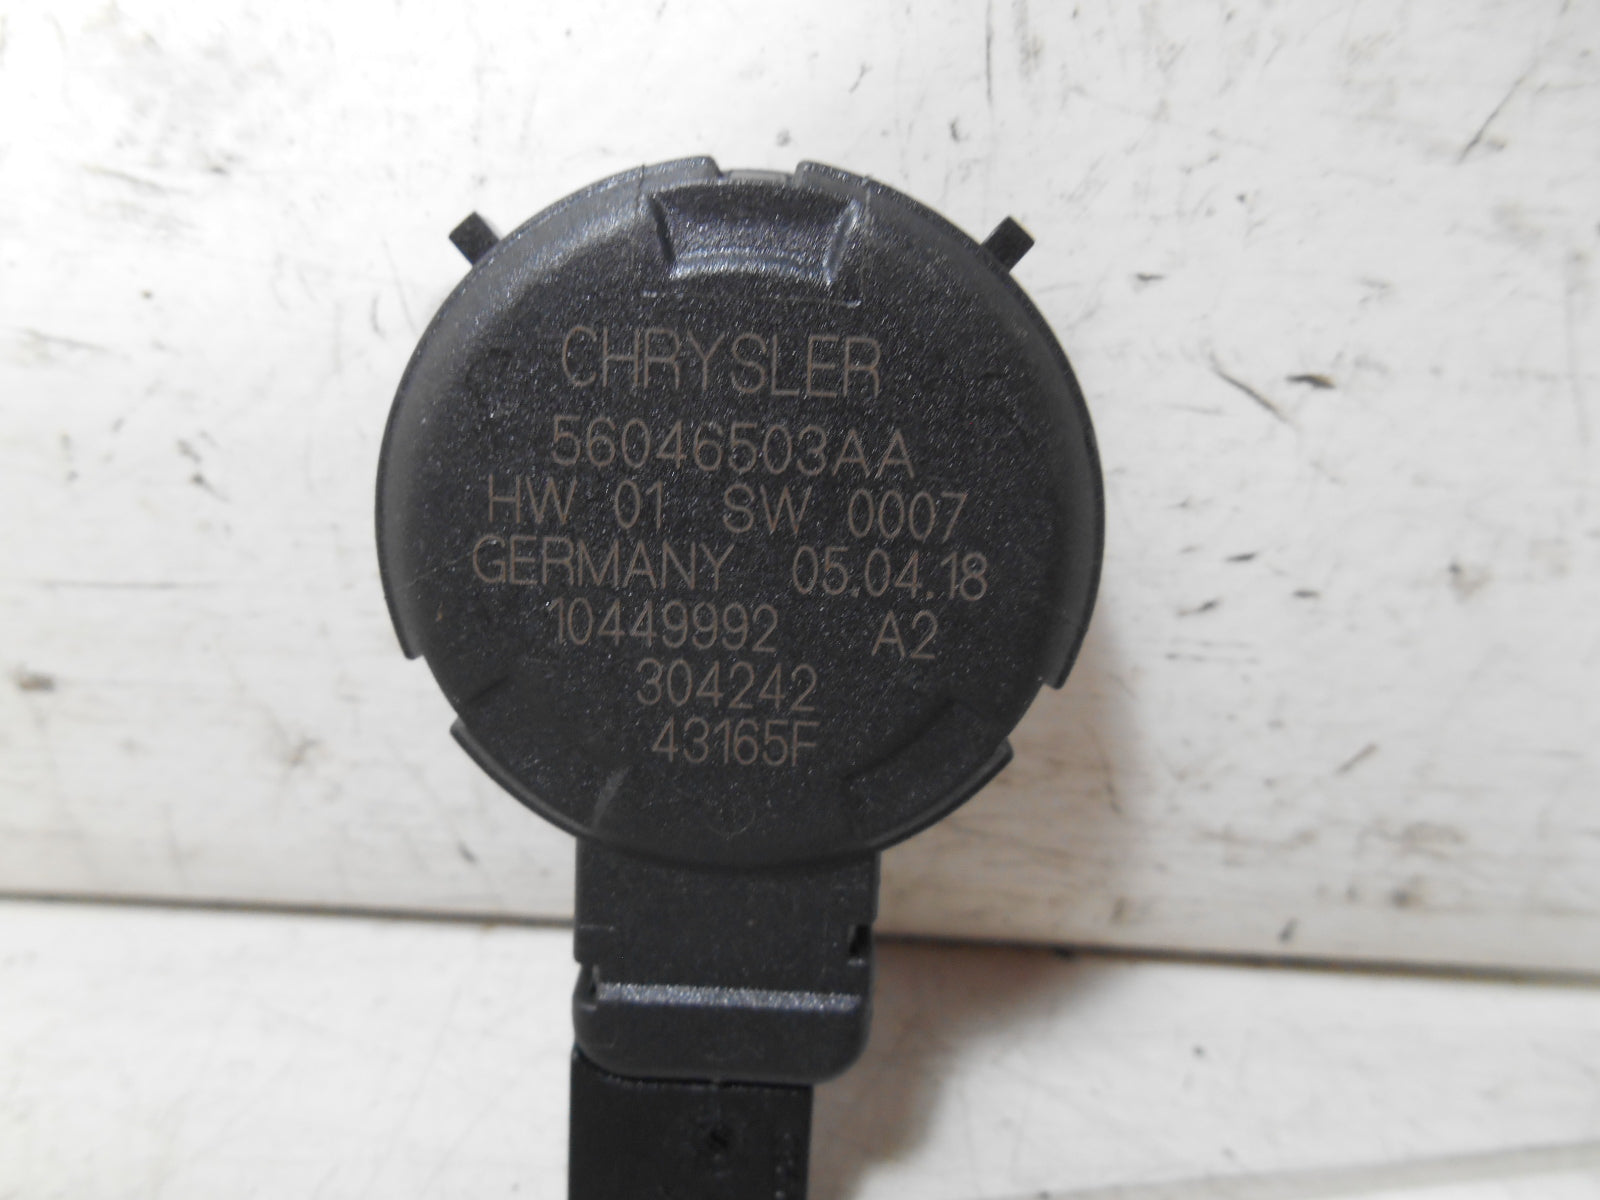 CHRYSLER
56046503AA
HW 01 SW 0007
GERMANY 05.04.18
10449992 A2
304242
43165F